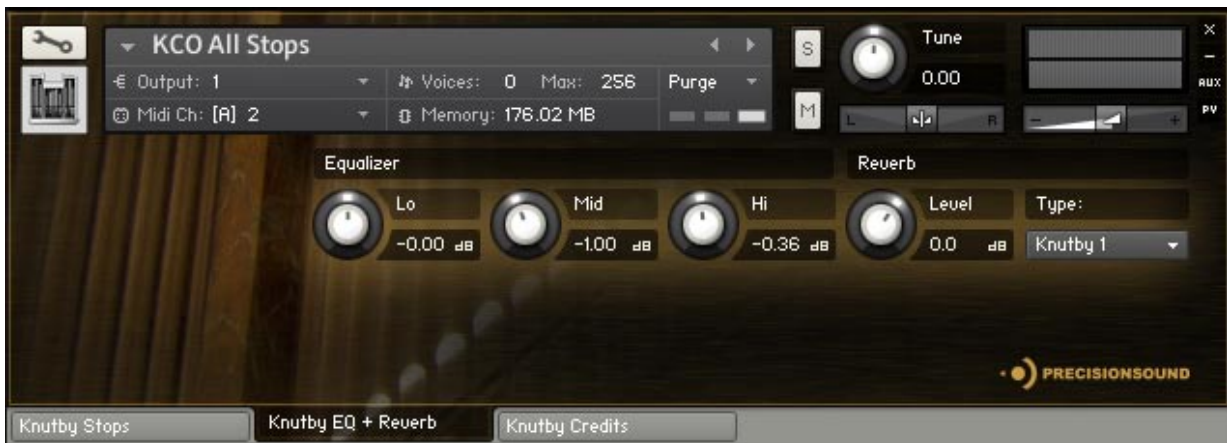 KCO All Stops
S
Tune
0.00
×
–
AUX
PV
Output: 1
Voices: 0 Max: 256
Purge
Midi Ch: [A] 2
Memory: 176.02 MB
M
L
R
–
+
Equalizer
Reverb
Lo
-0.00 dB
Mid
-1.00 dB
Hi
-0.36 dB
Level
0.0 dB
Type:
Knutby 1
PRECISIONSOUND
Knutby Stops
Knutby EQ + Reverb
Knutby Credits